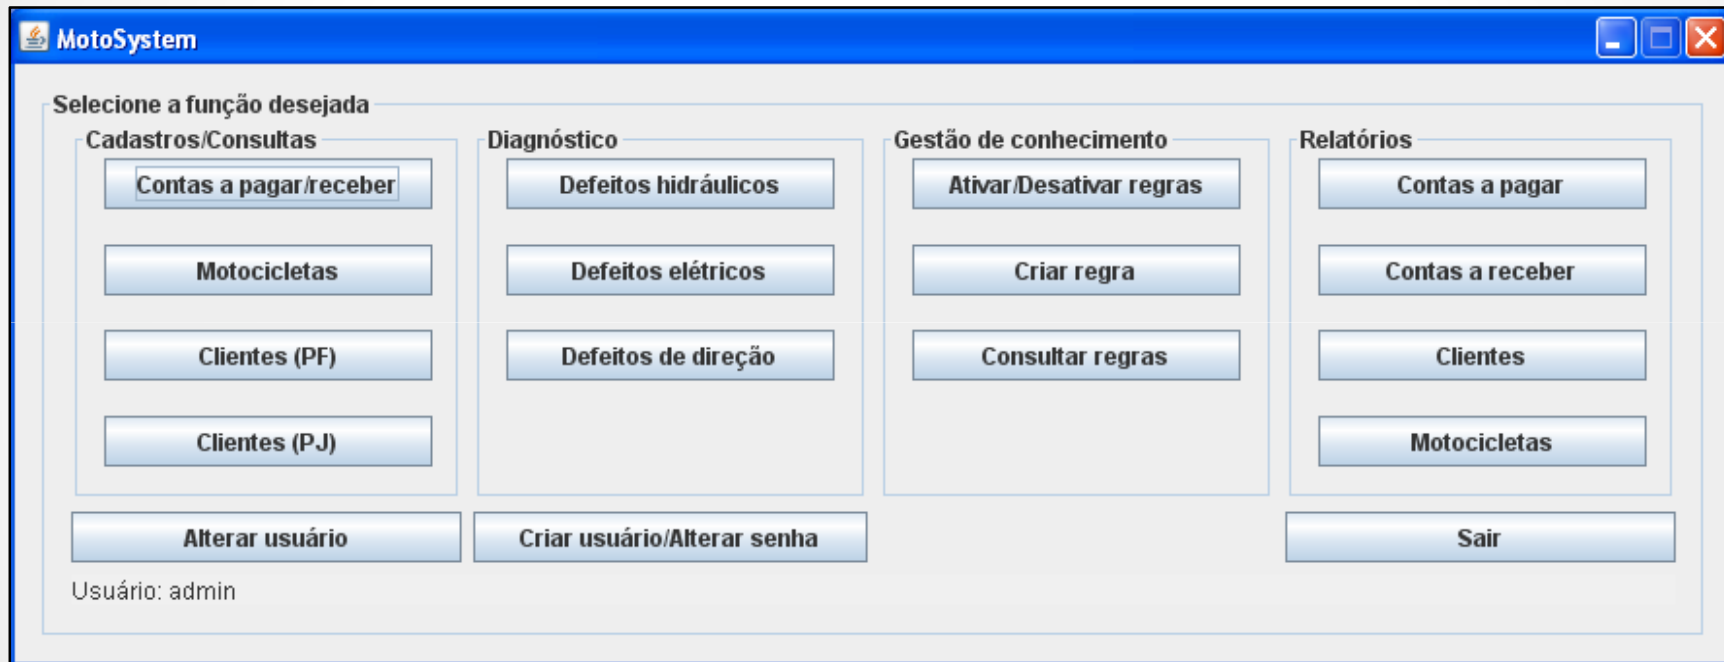 MotoSystem
Selecione a função desejada
Cadastros/Consultas
Contas a pagar/receber
Motocicletas
Clientes (PF)
Clientes (PJ)
Diagnóstico
Defeitos hidráulicos
Defeitos elétricos
Defeitos de direção
Gestão de conhecimento
Ativar/Desativar regras
Criar regra
Consultar regras
Relatórios
Contas a pagar
Contas a receber
Clientes
Motocicletas
Alterar usuário
Criar usuário/Alterar senha
Sair
Usuário: admin